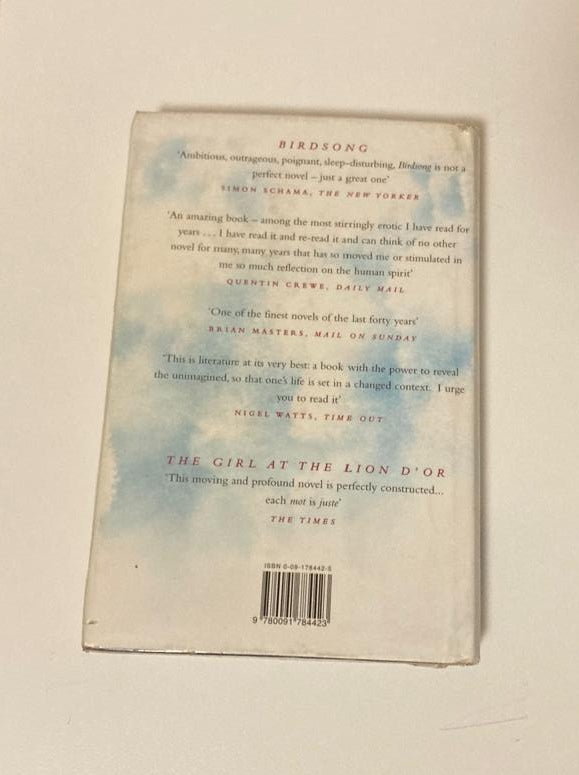 BIRDSONG
'Ambitious, outrageous, poignant, sleep-disturbing, Birdsong is not a
perfect novel – just a great one'
SIMON SCHAMA, THE NEW YORKER
'An amazing book – among the most stirringly erotic I have read for
years . . . I have read it and re-read it and can think of no other
novel for many, many years that has so moved me or stimulated in
me so much reflection on the human spirit'
QUENTIN CREWE, DAILY MAIL
'One of the finest novels of the last forty years'
BRIAN MASTERS, MAIL ON SUNDAY
'This is literature at its very best: a book with the power to reveal
the unimagined, so that one's life is set in a changed context. I urge
you to read it'
NIGEL WATTS, TIME OUT
THE GIRL AT THE LION D'OR
'This moving and profound novel is perfectly constructed...
each mot is juste'
THE TIMES
ISBN 0-09-178442-5
9 780091 784423